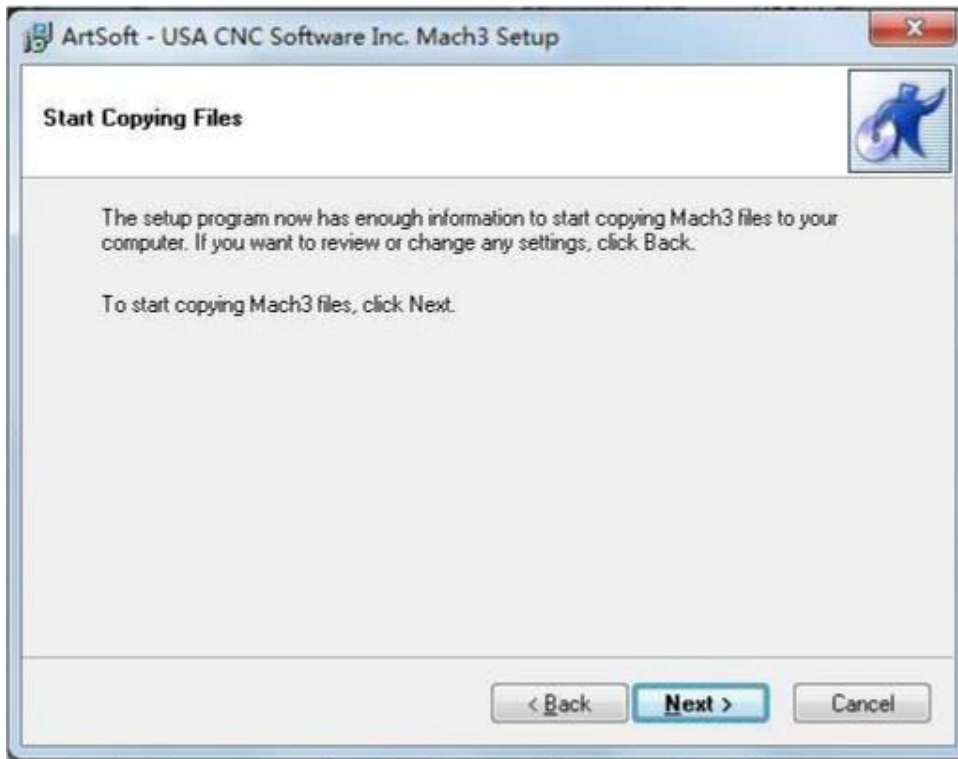 ArtSoft - USA CNC Software Inc. Mach3 Setup
Start Copying Files
The setup program now has enough information to start copying Mach3 files to your
computer. If you want to review or change any settings, click Back.
To start copying Mach3 files, click Next.
< Back Next > Cancel